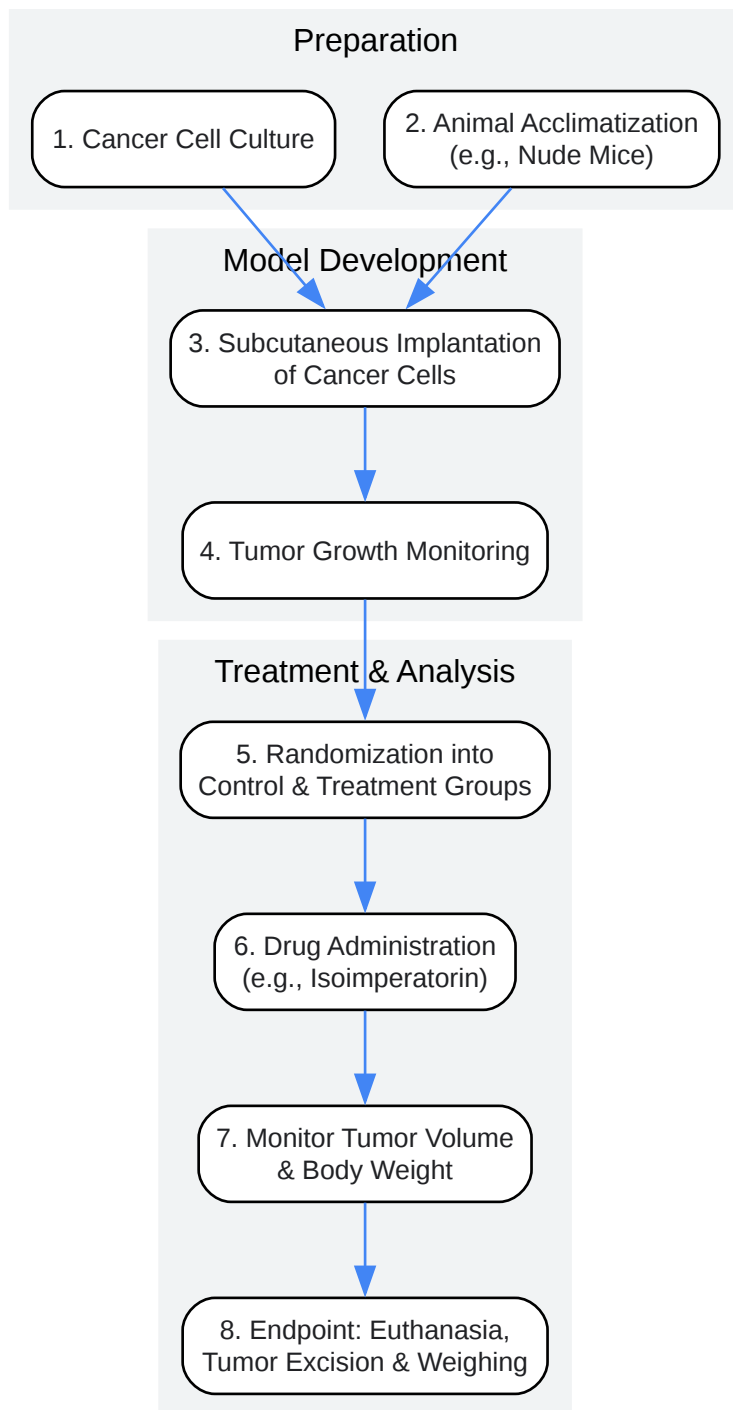 Preparation
1. Cancer Cell Culture
2. Animal Acclimatization
(e.g., Nude Mice)
Model Development
3. Subcutaneous Implantation
of Cancer Cells
4. Tumor Growth Monitoring
Treatment & Analysis
5. Randomization into
Control & Treatment Groups
6. Drug Administration
(e.g., Isoimperatorin)
7. Monitor Tumor Volume
& Body Weight
8. Endpoint: Euthanasia,
Tumor Excision & Weighing